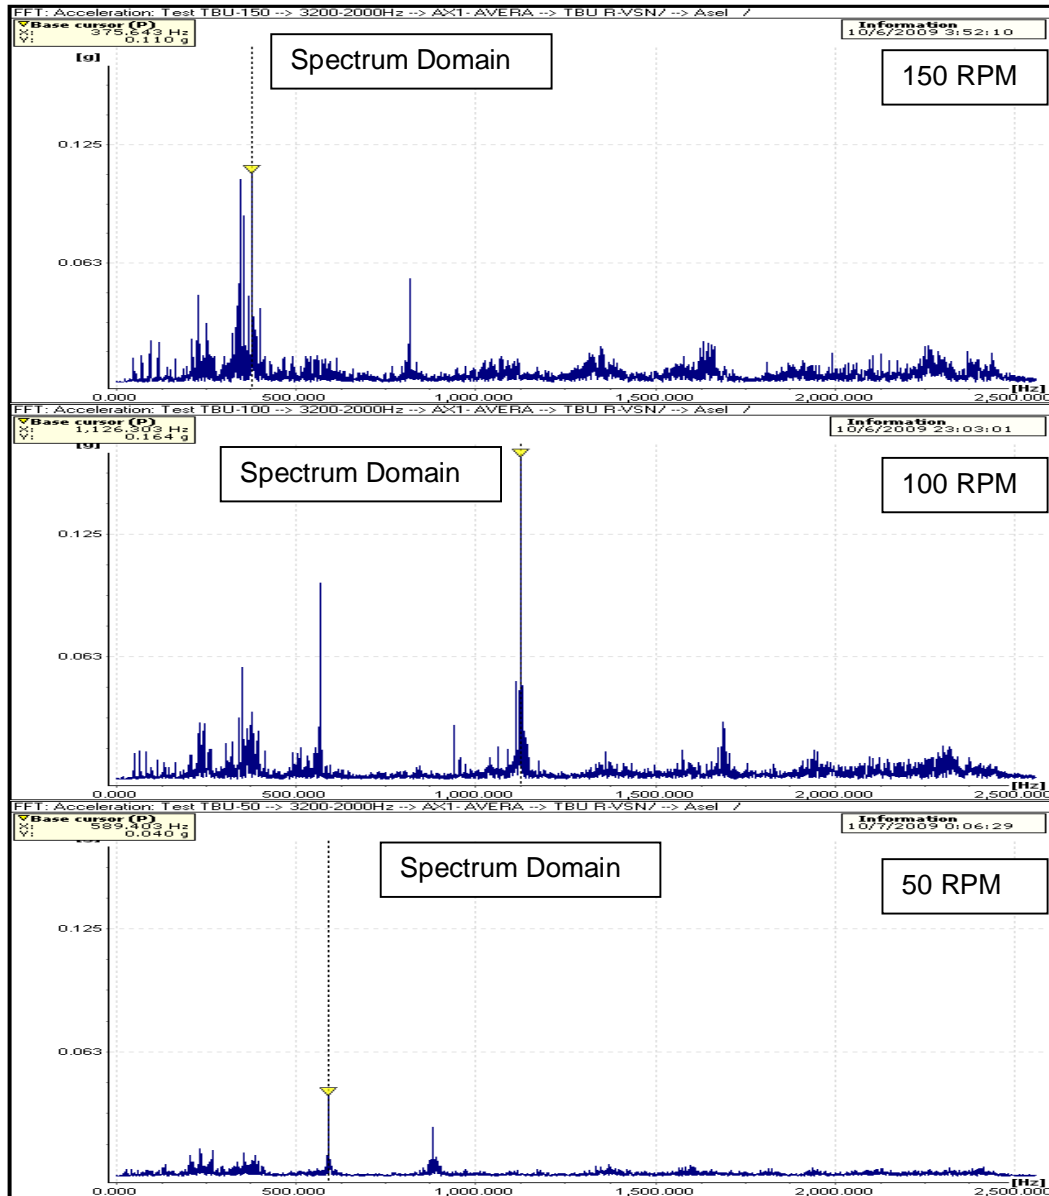 FFT: Acceleration: Test TBU-150 --> 3200-2000Hz --> AX1- AVERA --> TBU R-VSN/ --> Asel /
Base cursor (P)
X: 375.643 Hz
Y: 0.110 g
Information
10/6/2009 3:52:10
[g]
Spectrum Domain
150 RPM
0.125
0.063
[Hz]
0.000 500.000 1,000.000 1,500.000 2,000.000 2,500.000
FFT: Acceleration: Test TBU-100 --> 3200-2000Hz --> AX1- AVERA --> TBU R-VSN/ --> Asel /
Base cursor (P)
X: 1,126.303 Hz
Y: 0.164 g
Information
10/6/2009 23:03:01
[g]
Spectrum Domain
100 RPM
0.125
0.063
[Hz]
0.000 500.000 1,000.000 1,500.000 2,000.000 2,500.000
FFT: Acceleration: Test TBU-50 --> 3200-2000Hz --> AX1- AVERA --> TBU R-VSN/ --> Asel /
Base cursor (P)
X: 589.403 Hz
Y: 0.040 g
Information
10/7/2009 0:06:29
Spectrum Domain
50 RPM
0.125
0.063
[Hz]
0.000 500.000 1,000.000 1,500.000 2,000.000 2,500.000